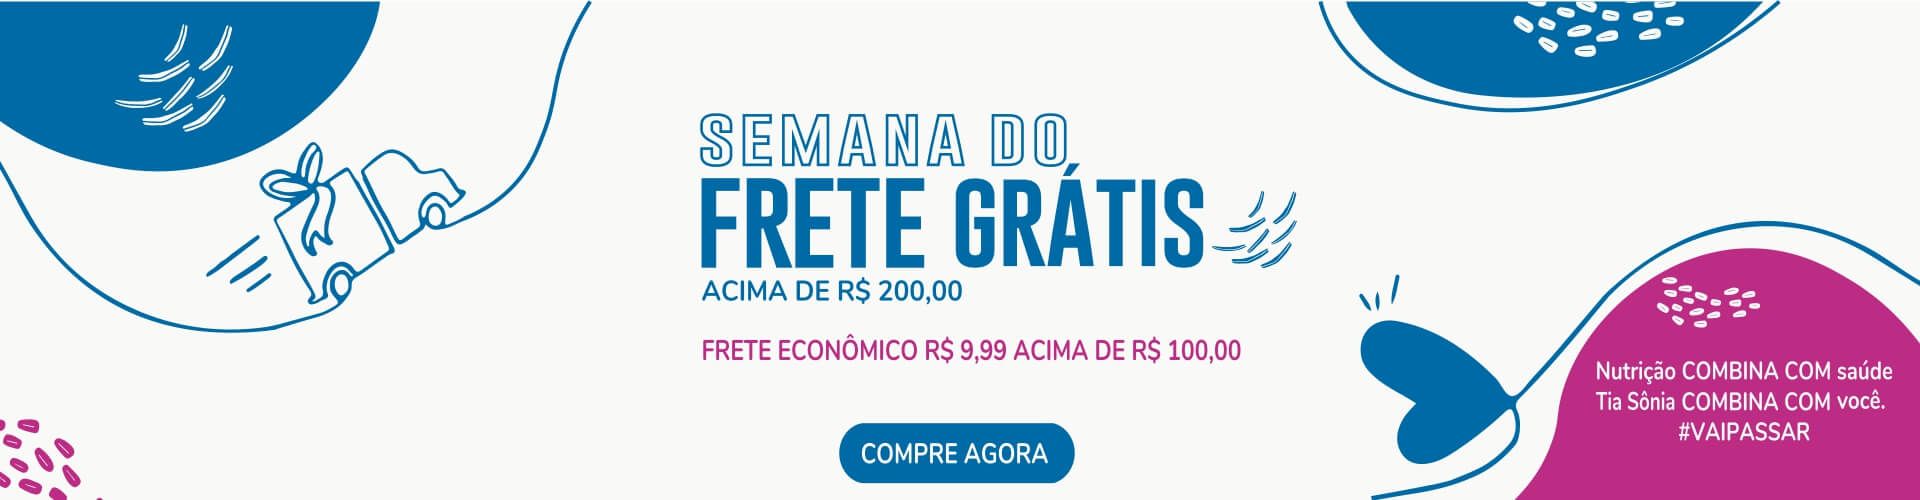 SEMANA DO
FRETE GRÁTIS
ACIMA DE R$ 200,00
FRETE ECONÔMICO R$ 9,99 ACIMA DE R$ 100,00
COMPRE AGORA
Nutrição COMBINA COM saúde
Tia Sônia COMBINA COM você.
#VAIPASSAR